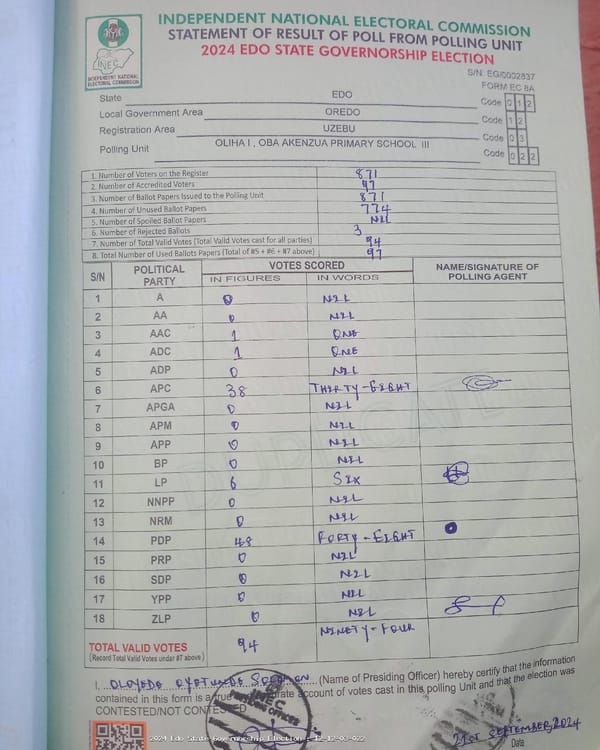 INDEPENDENT NATIONAL ELECTORAL COMMISSION
STATEMENT OF RESULT OF POLL FROM POLLING UNIT
2024 EDO STATE GOVERNORSHIP ELECTION
INEC
INDEPENDENT NATIONAL ELECTORAL COMMISSION
S/N: EG\0002837
FORM EC 8A
State EDO Code 0 1 2
Local Government Area OREDO Code 1 2
Registration Area UZEBU Code 0 3
Polling Unit OLIHA I , OBA AKENZUA PRIMARY SCHOOL III Code 0 2 2
1. Number of Voters on the Register 871
2. Number of Accredited Voters 97
3. Number of Ballot Papers Issued to the Polling Unit 871
4. Number of Unused Ballot Papers 774
5. Number of Spoiled Ballot Papers NIL
6. Number of Rejected Ballots 3
7. Number of Total Valid Votes (Total Valid Votes cast for all parties) 94
8. Total Number of Used Ballots Papers (Total of #5 + #6 + #7 above) 97
S/N POLITICAL PARTY VOTES SCORED NAME/SIGNATURE OF POLLING AGENT
IN FIGURES IN WORDS
1 A 0 NIL
2 AA 0 NIL
3 AAC 1 ONE
4 ADC 1 ONE
5 ADP 0 NIL
6 APC 38 THIRTY-EIGHT
7 APGA 0 NIL
8 APM 0 NIL
9 APP 0 NIL
10 BP 0 NIL
11 LP 6 SIX
12 NNPP 0 NIL
13 NRM 0 NIL
14 PDP 48 FORTY-EIGHT
15 PRP 0 NIL
16 SDP 0 NIL
17 YPP 0 NIL
18 ZLP 0 NIL
TOTAL VALID VOTES 94 NINETY-FOUR
(Record Total Valid Votes under #7 above)
I, OLOYEDE OYETUNDE SOLOMON (Name of Presiding Officer) hereby certify that the information
contained in this form is a true account of votes cast in this polling Unit and that the election was
CONTESTED/NOT CONTESTED
INEC
21ST SEPTEMBER, 2024
Date
2024 Edo State Governorship Election - 12-12-03-022
DUPLICATE